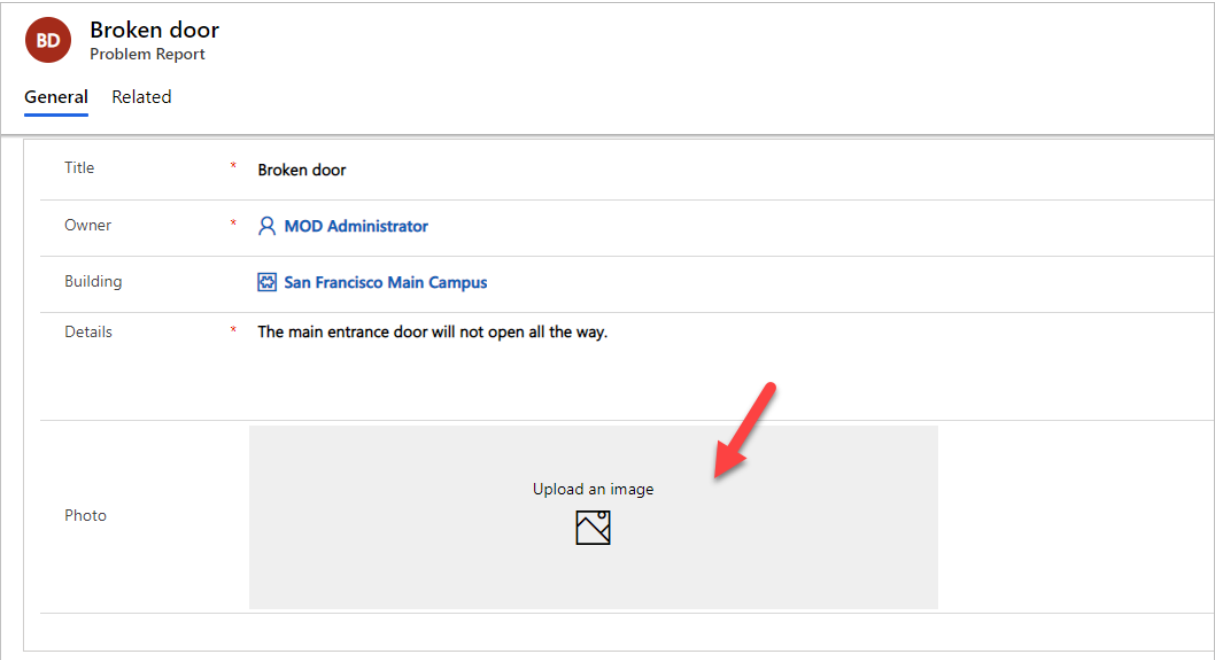 BD
Broken door
Problem Report
General Related
Title * Broken door
Owner * MOD Administrator
Building San Francisco Main Campus
Details * The main entrance door will not open all the way.
Upload an image
Photo